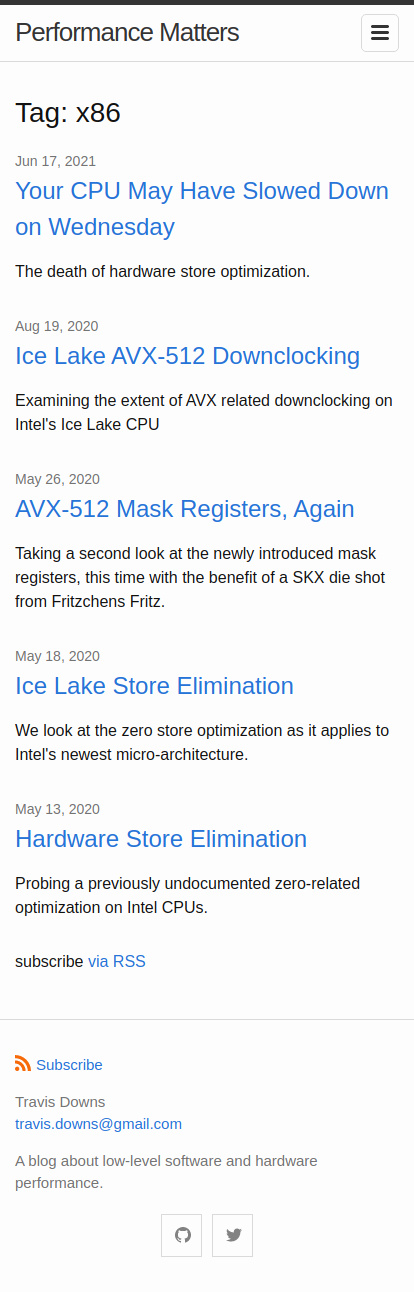 Performance Matters
Tag: x86
Jun 17, 2021
Your CPU May Have Slowed Down
on Wednesday
The death of hardware store optimization.
Aug 19, 2020
Ice Lake AVX-512 Downclocking
Examining the extent of AVX related downclocking on
Intel's Ice Lake CPU
May 26, 2020
AVX-512 Mask Registers, Again
Taking a second look at the newly introduced mask
registers, this time with the benefit of a SKX die shot
from Fritzchens Fritz.
May 18, 2020
Ice Lake Store Elimination
We look at the zero store optimization as it applies to
Intel's newest micro-architecture.
May 13, 2020
Hardware Store Elimination
Probing a previously undocumented zero-related
optimization on Intel CPUs.
subscribe via RSS
Subscribe
Travis Downs
travis.downs@gmail.com
A blog about low-level software and hardware
performance.